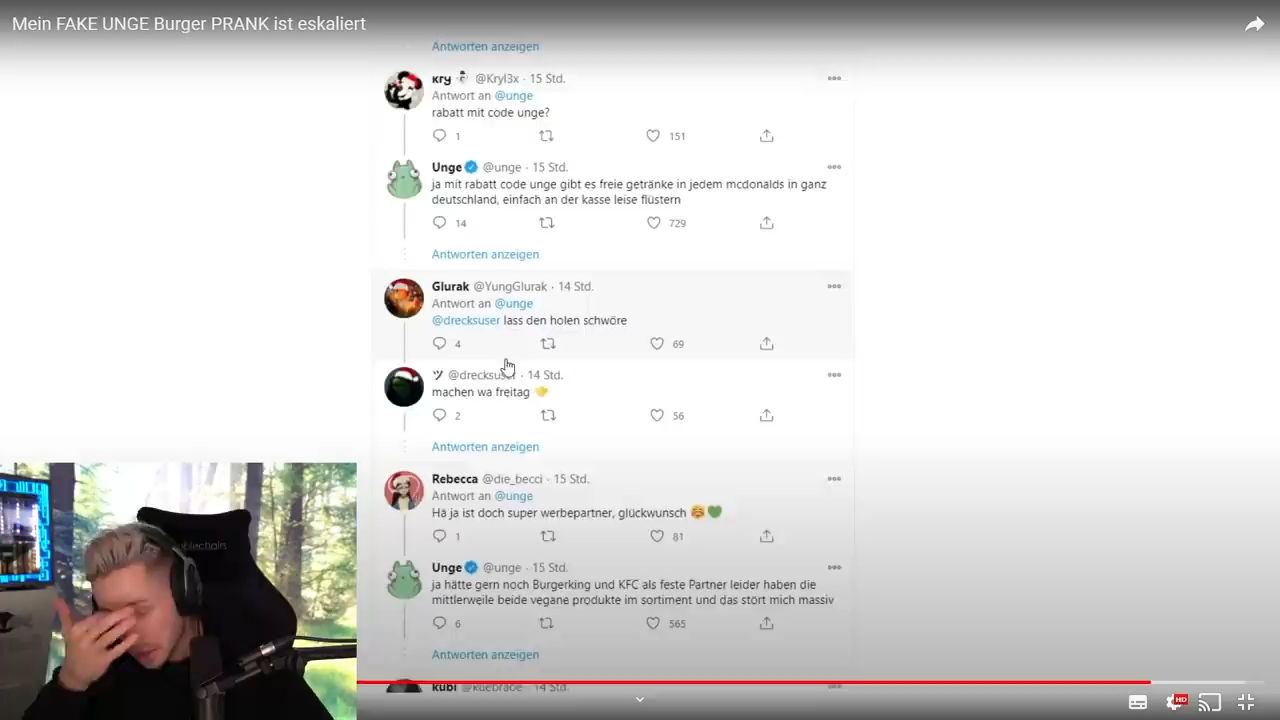 Mein FAKE UNGE Burger PRANK ist eskaliert
Antworten anzeigen
ĸrყ ⛄ @Kryl3x · 15 Std.
Antwort an @unge
rabatt mit code unge?
1 151
Unge @unge · 15 Std.
ja mit rabatt code unge gibt es freie getränke in jedem mcdonalds in ganz
deutschland, einfach an der kasse leise flüstern
14 729
Antworten anzeigen
Glurak @YungGlurak · 14 Std.
Antwort an @unge
@drecksuser lass den holen schwöre
4 69
ツ @drecksuser · 14 Std.
machen wa freitag 🤝
2 56
Antworten anzeigen
Rebecca @die_becci · 15 Std.
Antwort an @unge
Hä ja ist doch super werbepartner, glückwunsch 🥰💚
1 81
Unge @unge · 15 Std.
ja hätte gern noch Burgerking und KFC als feste Partner leider haben die
mittlerweile beide vegane produkte im sortiment und das stört mich massiv
6 565
Antworten anzeigen
kubi @kuebrabe · 14 Std.
noblechairs
HD